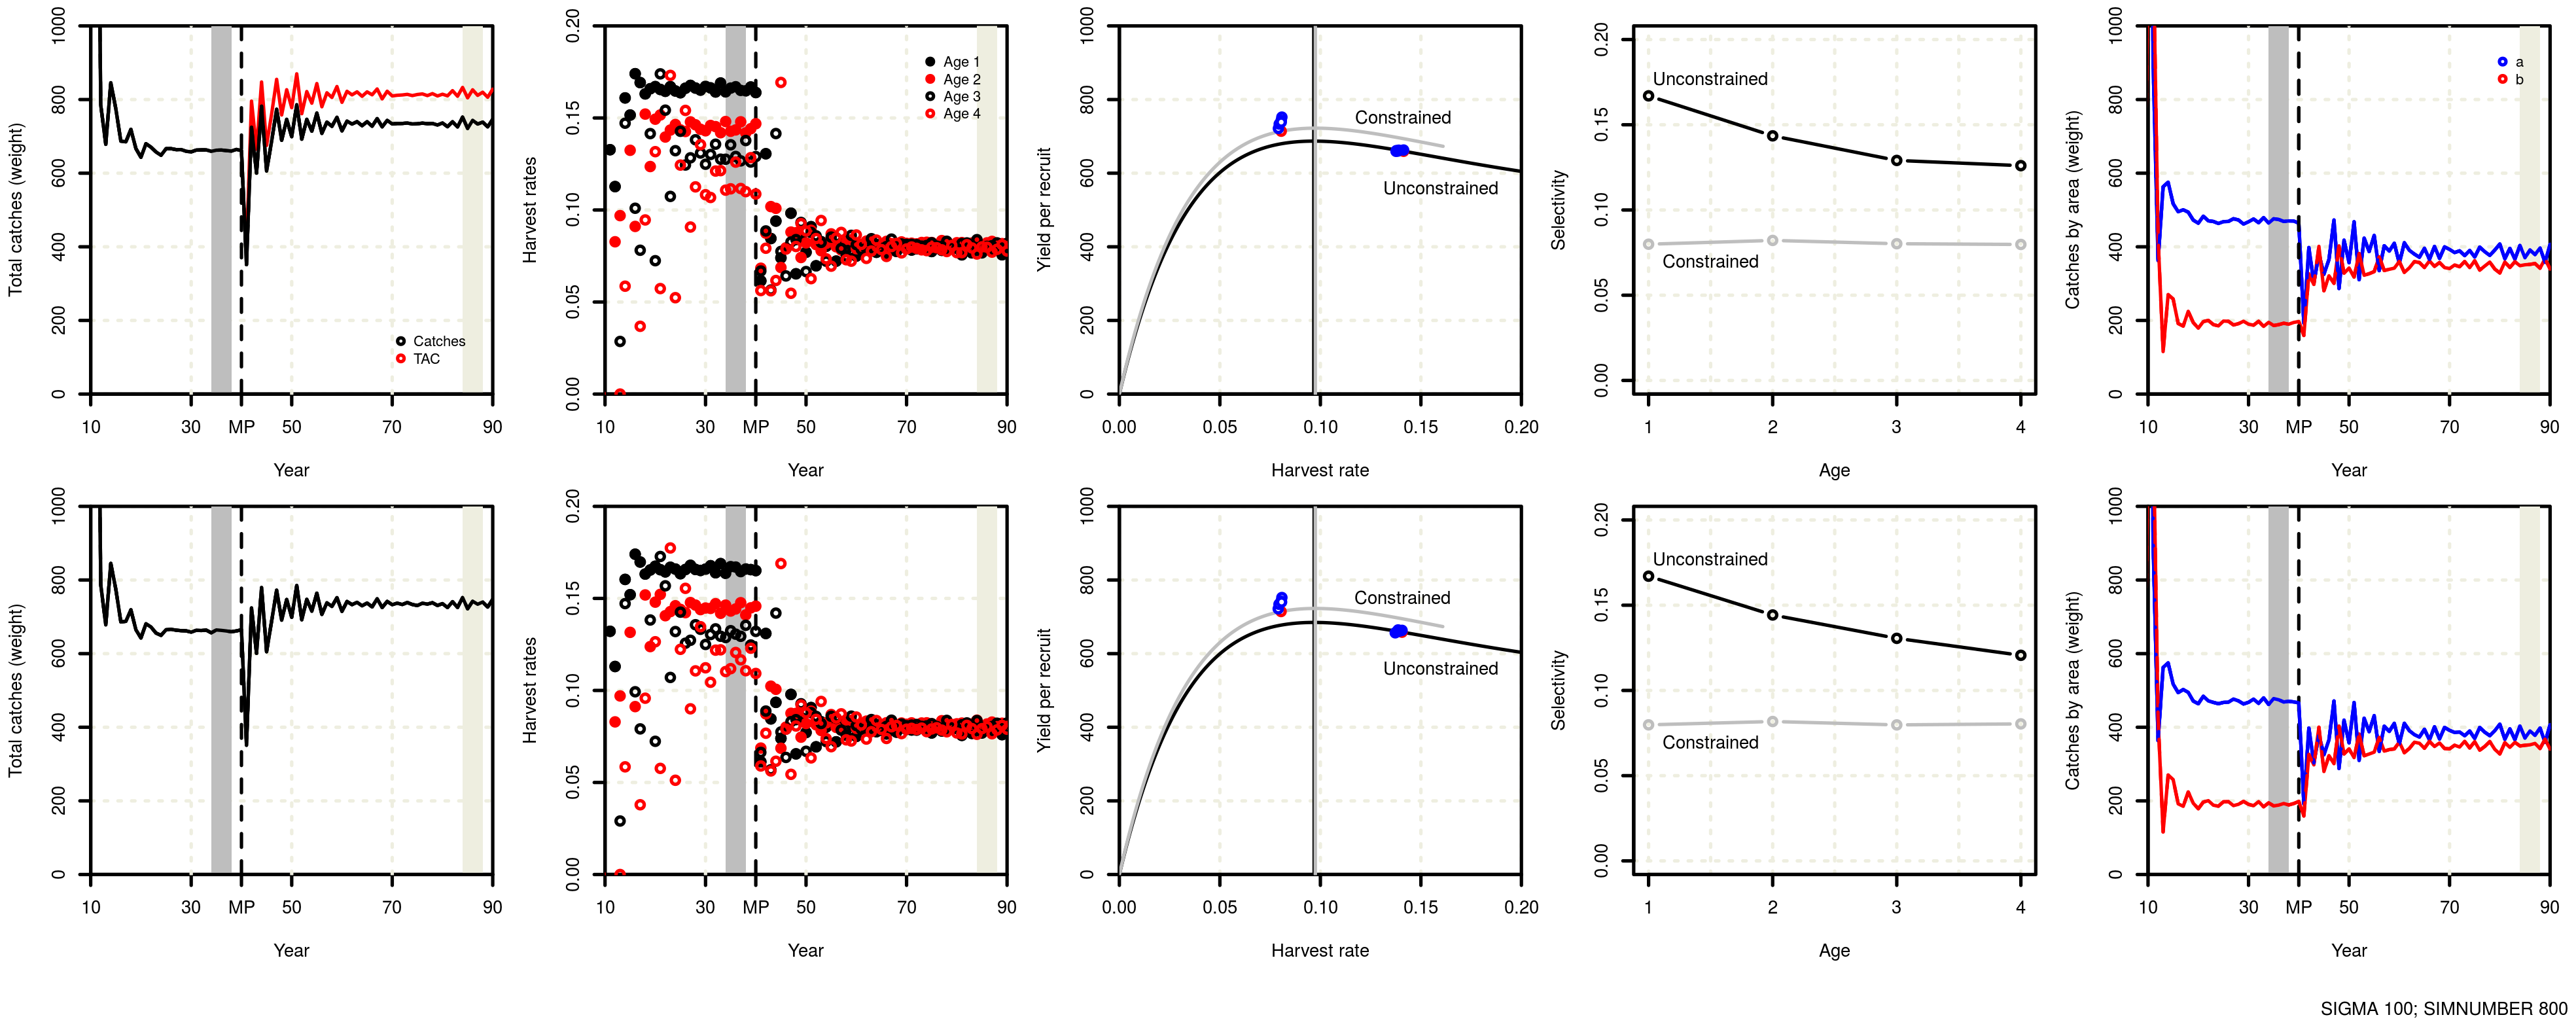 Total catches (weight)
0
200
400
600
800
1000
10
30
MP
50
70
90
Year
Catches
TAC
Harvest rates
0.00
0.05
0.10
0.15
0.20
10
30
MP
50
70
90
Year
Age 1
Age 2
Age 3
Age 4
Yield per recruit
0
200
400
600
800
1000
0.00
0.05
0.10
0.15
0.20
Harvest rate
Constrained
Unconstrained
Selectivity
0.00
0.05
0.10
0.15
0.20
1
2
3
4
Age
Unconstrained
Constrained
Catches by area (weight)
0
200
400
600
800
1000
10
30
MP
50
70
90
Year
a
b
Total catches (weight)
0
200
400
600
800
1000
10
30
MP
50
70
90
Year
Harvest rates
0.00
0.05
0.10
0.15
0.20
10
30
MP
50
70
90
Year
Yield per recruit
0
200
400
600
800
1000
0.00
0.05
0.10
0.15
0.20
Harvest rate
Constrained
Unconstrained
Selectivity
0.00
0.05
0.10
0.15
0.20
1
2
3
4
Age
Unconstrained
Constrained
Catches by area (weight)
0
200
400
600
800
1000
10
30
MP
50
70
90
Year
SIGMA 100; SIMNUMBER 800